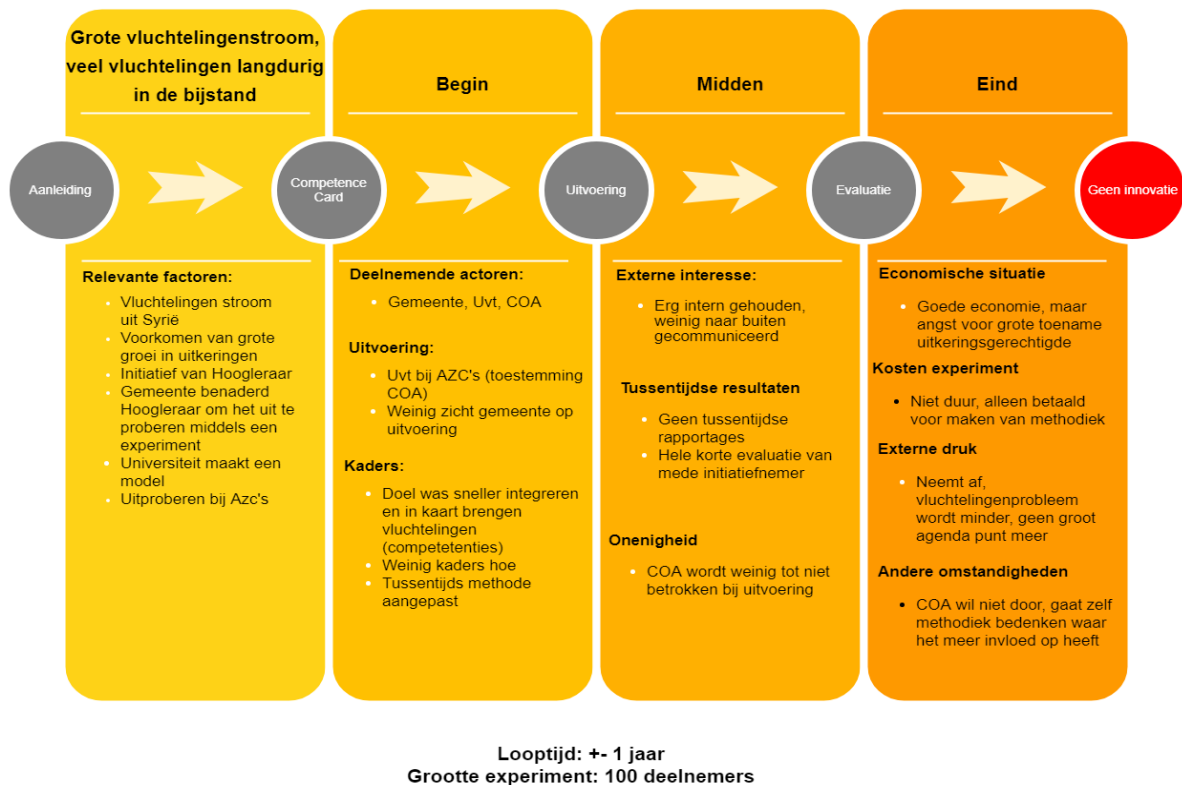 Grote vluchtelingenstroom,
veel vluchtelingen langdurig
in de bijstand
Begin
Midden
Eind
Aanleiding
Competence
Card
Uitvoering
Evaluatie
Geen innovatie
Relevante factoren:
Vluchtelingen stroom
uit Syrië
Voorkomen van grote
groei in uitkeringen
Initiatief van Hoogleraar
Gemeente benaderd
Hoogleraar om het uit te
proberen middels een
experiment
Universiteit maakt een
model
Uitproberen bij Azc's
Deelnemende actoren:
Gemeente, Uvt, COA
Uitvoering:
Uvt bij AZC's (toestemming
COA)
Weinig zicht gemeente op
uitvoering
Kaders:
Doel was sneller integreren
en in kaart brengen
vluchtelingen
(competetenties)
Weinig kaders hoe
Tussentijds methode
aangepast
Externe interesse:
Erg intern gehouden,
weinig naar buiten
gecommuniceerd
Tussentijdse resultaten
Geen tussentijdse
rapportages
Hele korte evaluatie van
mede initiatiefnemer
Onenigheid
COA wordt weinig tot niet
betrokken bij uitvoering
Economische situatie
Goede economie, maar
angst voor grote toename
uitkeringsgerechtigde
Kosten experiment
Niet duur, alleen betaald
voor maken van methodiek
Externe druk
Neemt af,
vluchtelingenprobleem
wordt minder, geen groot
agenda punt meer
Andere omstandigheden
COA wil niet door, gaat zelf
methodiek bedenken waar
het meer invloed op heeft
Looptijd: +- 1 jaar
Grootte experiment: 100 deelnemers